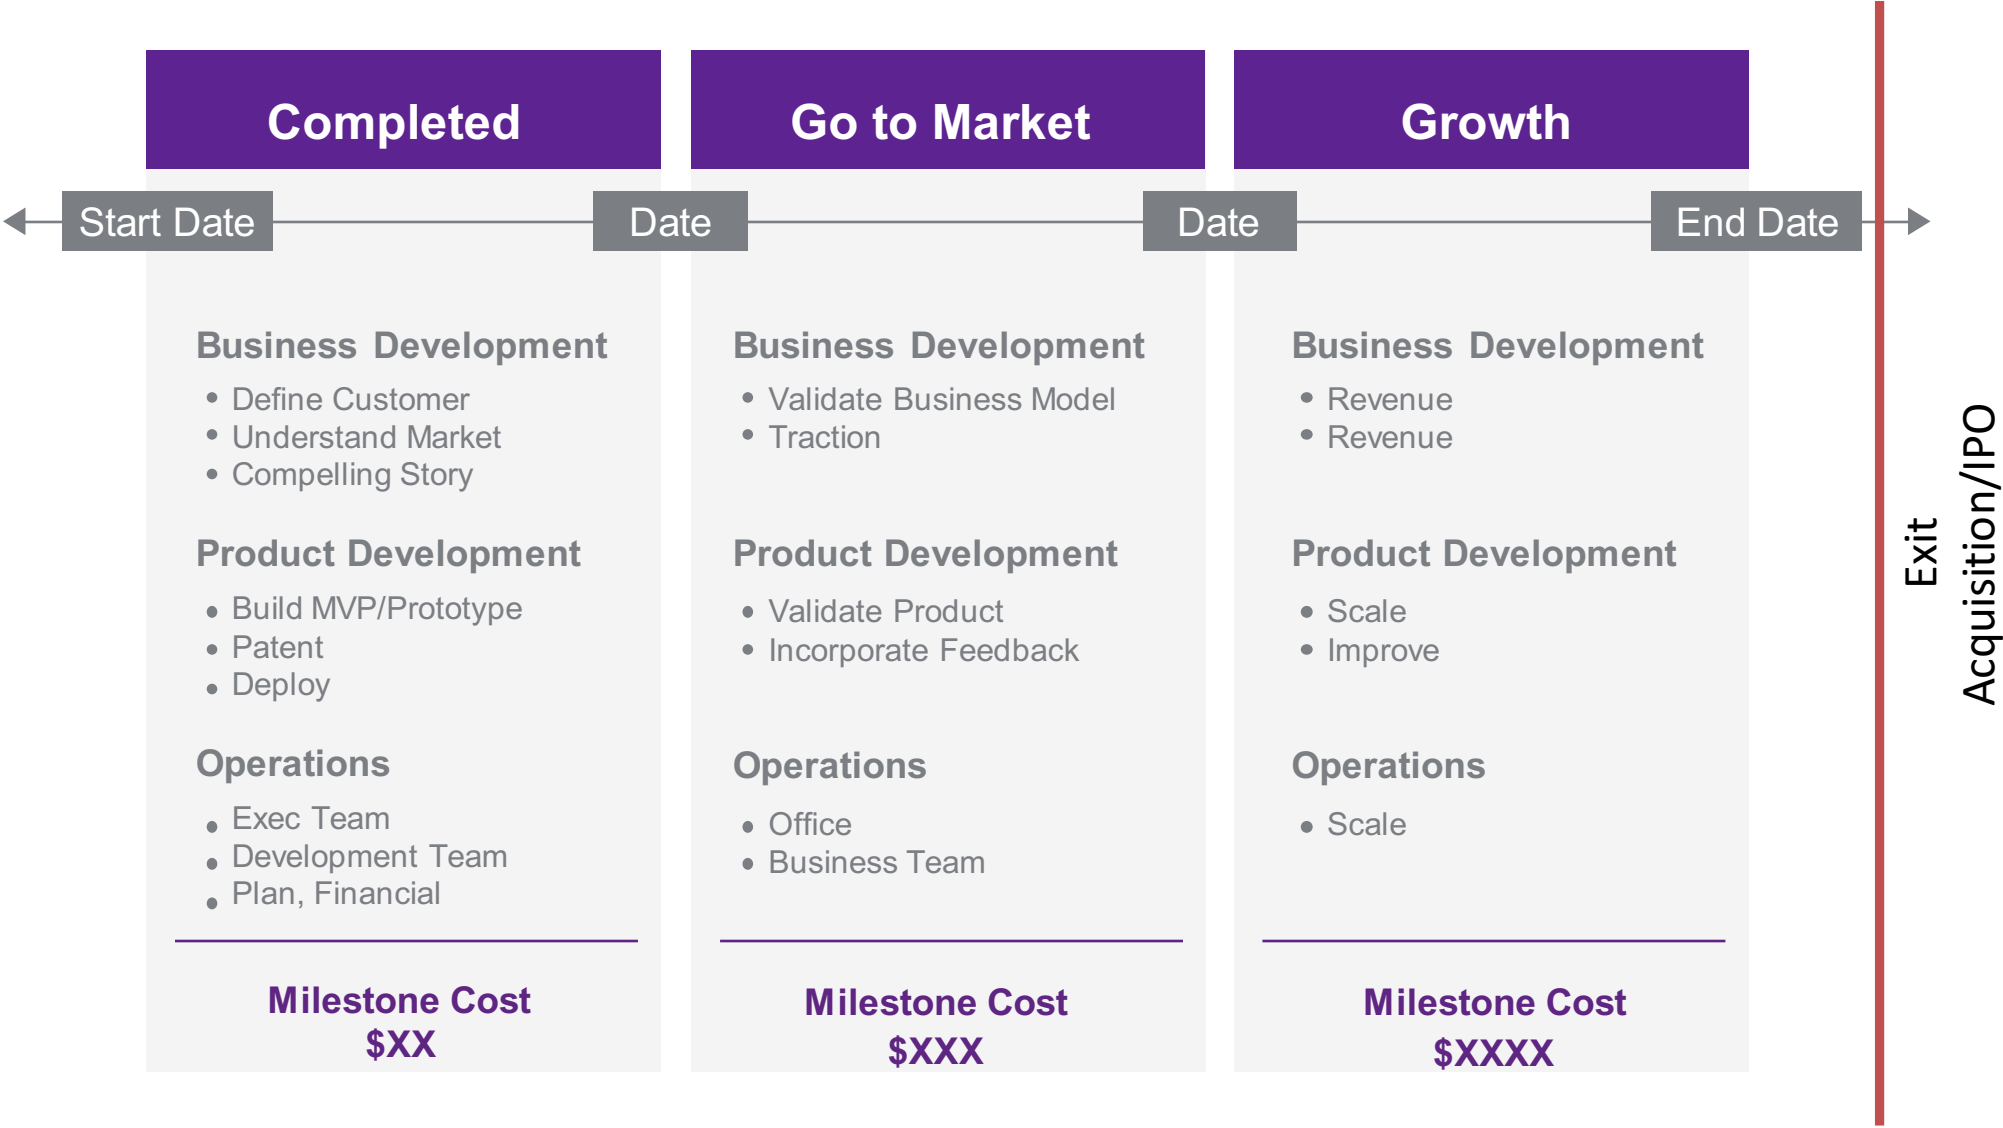 Completed
Go to Market
Growth
Start Date
Date
Date
End Date
Business Development
• Define Customer
• Understand Market
• Compelling Story
Product Development
• Build MVP/Prototype
• Patent
• Deploy
Operations
• Exec Team
• Development Team
• Plan, Financial
Milestone Cost
$XX
Business Development
• Validate Business Model
• Traction
Product Development
• Validate Product
• Incorporate Feedback
Operations
• Office
• Business Team
Milestone Cost
$XXX
Business Development
• Revenue
• Revenue
Product Development
• Scale
• Improve
Operations
• Scale
Milestone Cost
$XXXX
Exit
Acquisition/IPO